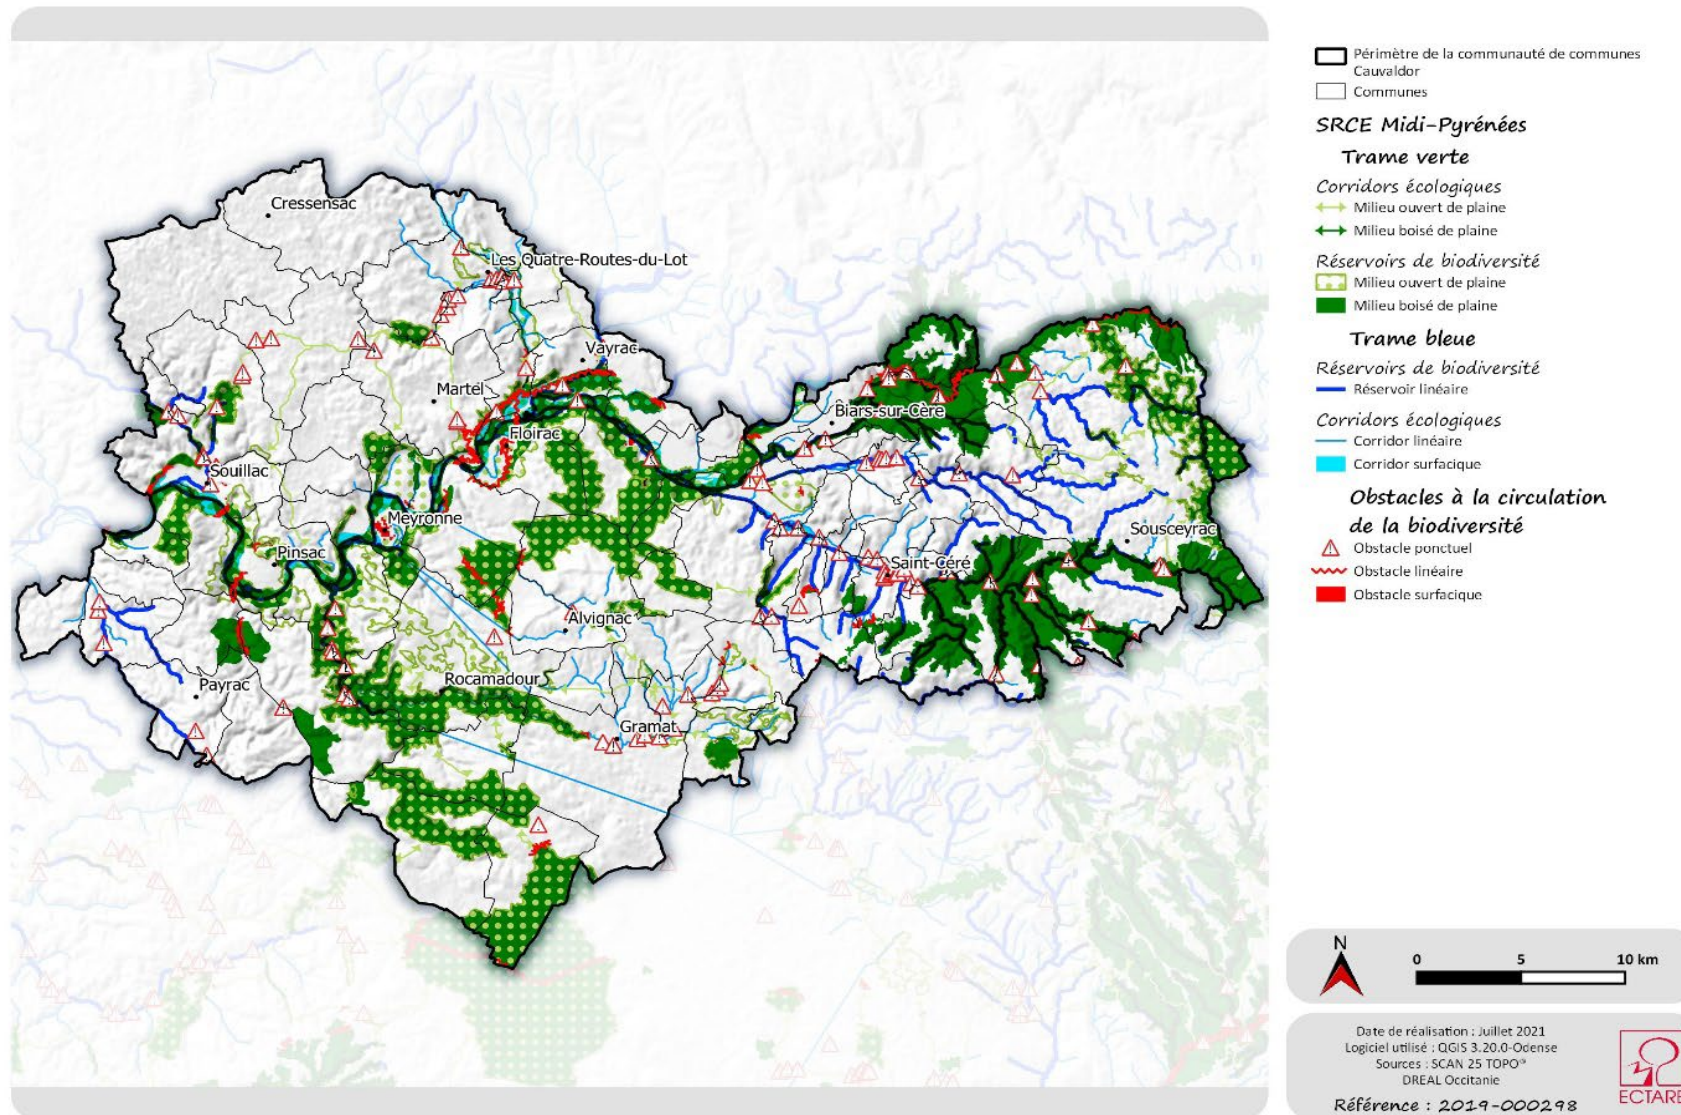 Cressensac
Les Quatre-Routes-du-Lot
Vayrac
Martel
Biars-sur-Cère
Floirac
Souillac
Meyronne
Sousceyrac
Pinsac
Saint-Céré
Alvignac
Payrac
Rocamadour
Gramat
Périmètre de la communauté de communes
Cauvaldor
Communes
SRCE Midi-Pyrénées
Trame verte
Corridors écologiques
Milieu ouvert de plaine
Milieu boisé de plaine
Réservoirs de biodiversité
Milieu ouvert de plaine
Milieu boisé de plaine
Trame bleue
Réservoirs de biodiversité
Réservoir linéaire
Corridors écologiques
Corridor linéaire
Corridor surfacique
Obstacles à la circulation
de la biodiversité
Obstacle ponctuel
Obstacle linéaire
Obstacle surfacique
N
0 5 10 km
Date de réalisation : Juillet 2021
Logiciel utilisé : QGIS 3.20.0-Odense
Sources : SCAN 25 TOPO®
DREAL Occitanie
Référence : 2019-000298
ECTARE